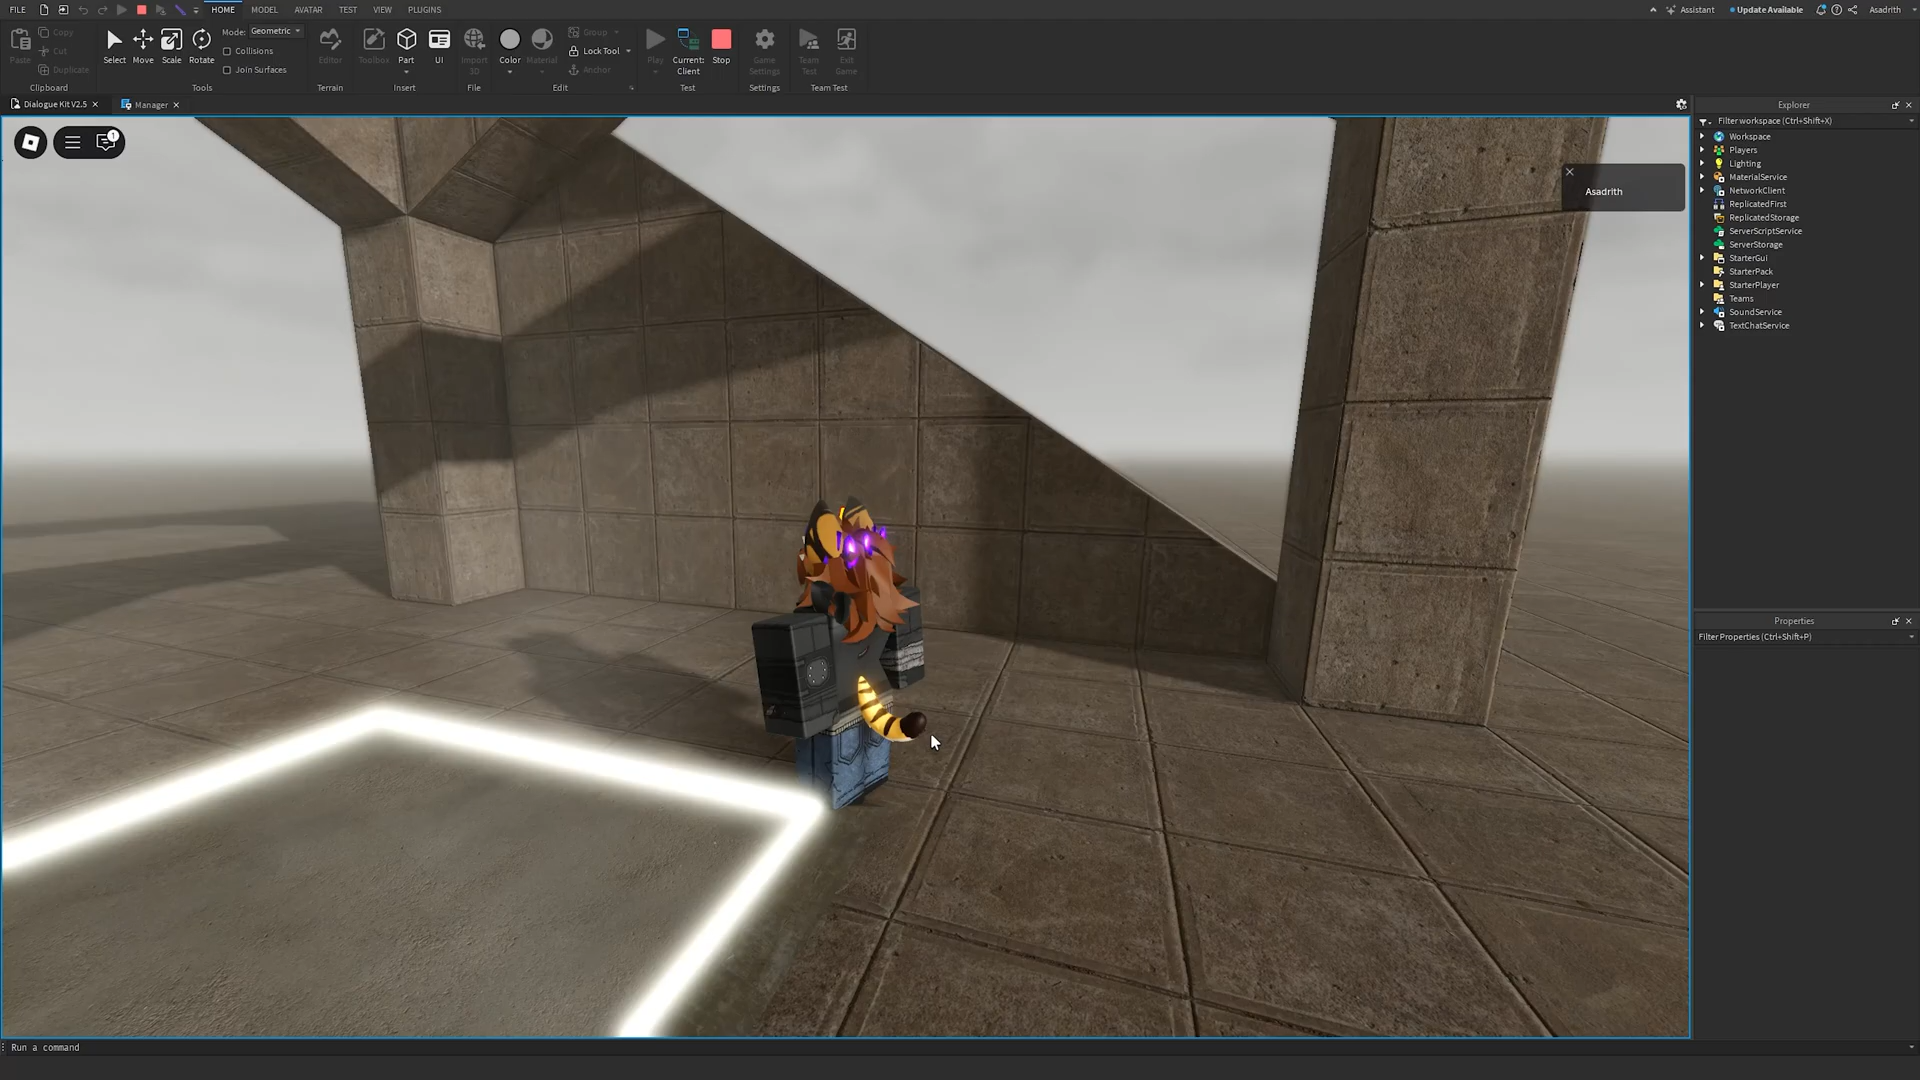 FILE
HOME
MODEL
AVATAR
TEST
VIEW
PLUGINS
Assistant
Update Available
Asadrith
Paste
Copy
Cut
Duplicate
Clipboard
Select
Move
Scale
Rotate
Mode: Geometric
Collisions
Join Surfaces
Tools
Editor
Terrain
Toolbox
Part
UI
Insert
Import
3D
File
Color
Material
Group
Lock Tool
Anchor
Edit
Play
Current:
Client
Stop
Test
Game
Settings
Settings
Team
Test
Exit
Game
Team Test
Dialogue Kit V2.5
Manager
1
Asadrith
Explorer
Filter workspace (Ctrl+Shift+X)
Workspace
Players
Lighting
MaterialService
NetworkClient
ReplicatedFirst
ReplicatedStorage
ServerScriptService
ServerStorage
StarterGui
StarterPack
StarterPlayer
Teams
SoundService
TextChatService
Properties
Filter Properties (Ctrl+Shift+P)
Run a command